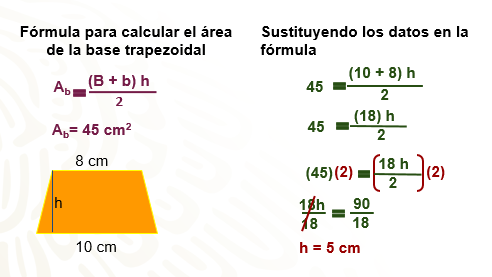 Fórmula para calcular el área
de la base trapezoidal
A_b = (B + b) h / 2
A_b= 45 cm²
8 cm
h
10 cm
Sustituyendo los datos en la
fórmula
45 = (10 + 8) h / 2
45 = (18) h / 2
(45)(2) = (18 h / 2)(2)
18h / 18 = 90 / 18
h = 5 cm